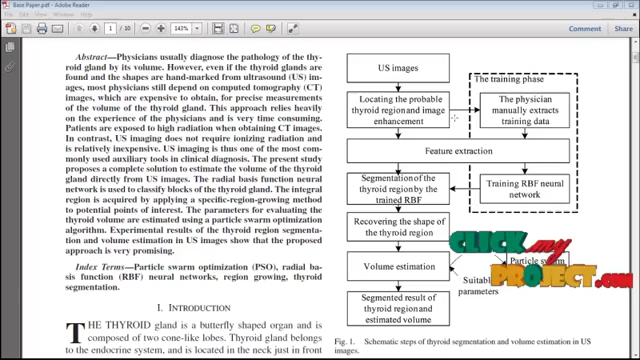 Base Paper.pdf - Adobe Reader
File Edit View Window Help
1 / 10
143%
Comment
Share
Abstract—Physicians usually diagnose the pathology of the thy-
roid gland by its volume. However, even if the thyroid glands are
found and the shapes are hand-marked from ultrasound (US) im-
ages, most physicians still depend on computed tomography (CT)
images, which are expensive to obtain, for precise measurements
of the volume of the thyroid gland. This approach relies heavily
on the experience of the physicians and is very time consuming.
Patients are exposed to high radiation when obtaining CT images.
In contrast, US imaging does not require ionizing radiation and
is relatively inexpensive. US imaging is thus one of the most com-
monly used auxiliary tools in clinical diagnosis. The present study
proposes a complete solution to estimate the volume of the thyroid
gland directly from US images. The radial basis function neural
network is used to classify blocks of the thyroid gland. The integral
region is acquired by applying a specific-region-growing method
to potential points of interest. The parameters for evaluating the
thyroid volume are estimated using a particle swarm optimization
algorithm. Experimental results of the thyroid region segmenta-
tion and volume estimation in US images show that the proposed
approach is very promising.
Index Terms—Particle swarm optimization (PSO), radial ba-
sis function (RBF) neural networks, region growing, thyroid
segmentation.
I. INTRODUCTION
THE THYROID gland is a butterfly shaped organ and is
composed of two cone-like lobes. Thyroid gland belongs
to the endocrine system, and is located in the neck just in front
US images
The training phase
Locating the probable
thyroid region and image
enhancement
The physician
manually extracts
training data
Feature extraction
Segmentation of the
thyroid region by the
trained RBF
Training RBF neural
network
Recovering the shape of
the thyroid region
Volume estimation
Particle swarm
Suitable
parameters
Segmented result of
thyroid region and
estimated volume
CLICK my
PROJECT.com
Fig. 1. Schematic steps of thyroid segmentation and volume estimation in US
images.